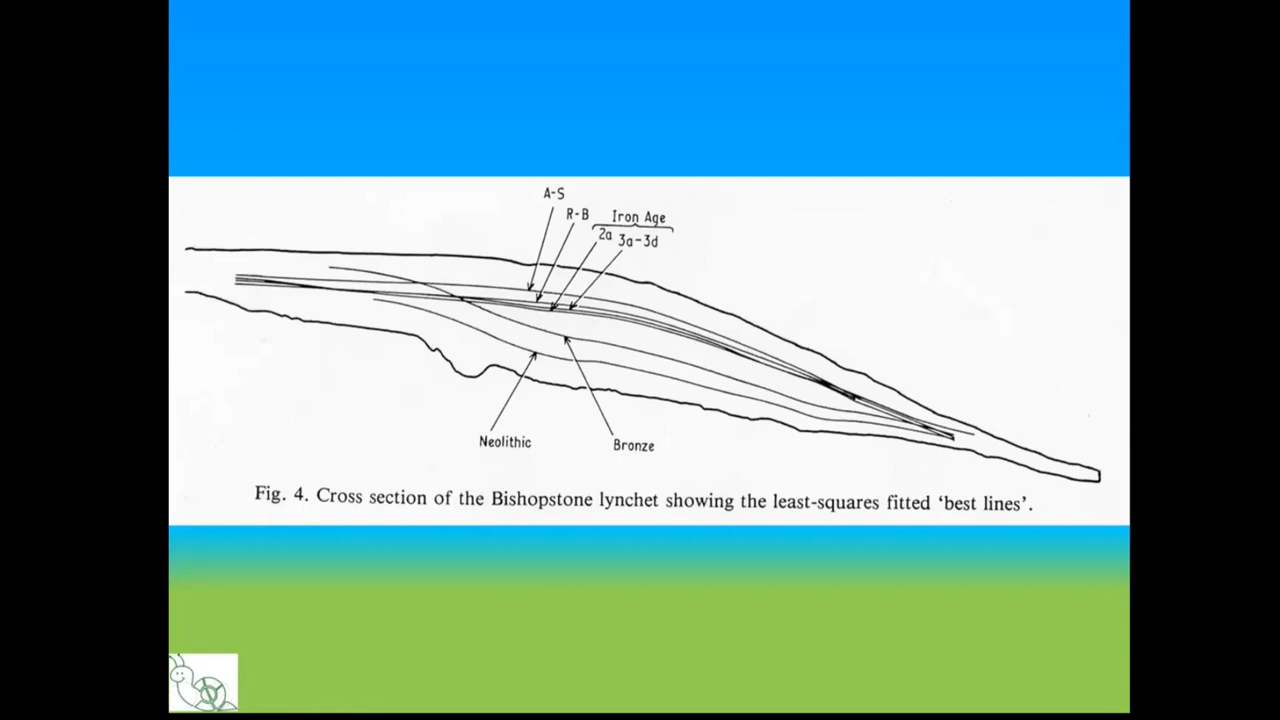 A-S
R-B
Iron Age
2a 3a-3d
Neolithic
Bronze
Fig. 4. Cross section of the Bishopstone lynchet showing the least-squares fitted ‘best lines’.